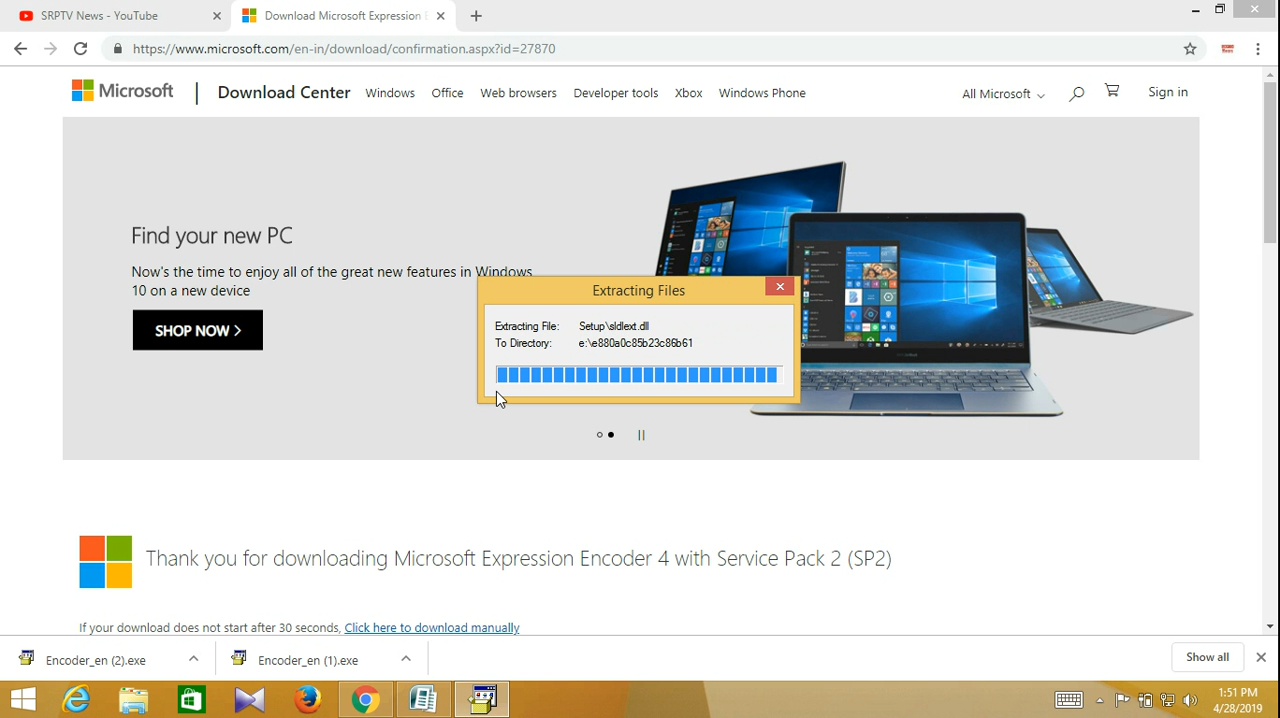 SRPTV News - YouTube
Download Microsoft Expression E
https://www.microsoft.com/en-in/download/confirmation.aspx?id=27870
Microsoft
Download Center
Windows
Office
Web browsers
Developer tools
Xbox
Windows Phone
All Microsoft
Sign in
Find your new PC
Now's the time to enjoy all of the great new features in Windows
10 on a new device
SHOP NOW >
Extracting Files
Extracting File: Setup\sldlext.dll
To Directory: e:\e880a0c85b23c86b61
Thank you for downloading Microsoft Expression Encoder 4 with Service Pack 2 (SP2)
If your download does not start after 30 seconds, Click here to download manually
Encoder_en (2).exe
Encoder_en (1).exe
Show all
1:51 PM
4/28/2019